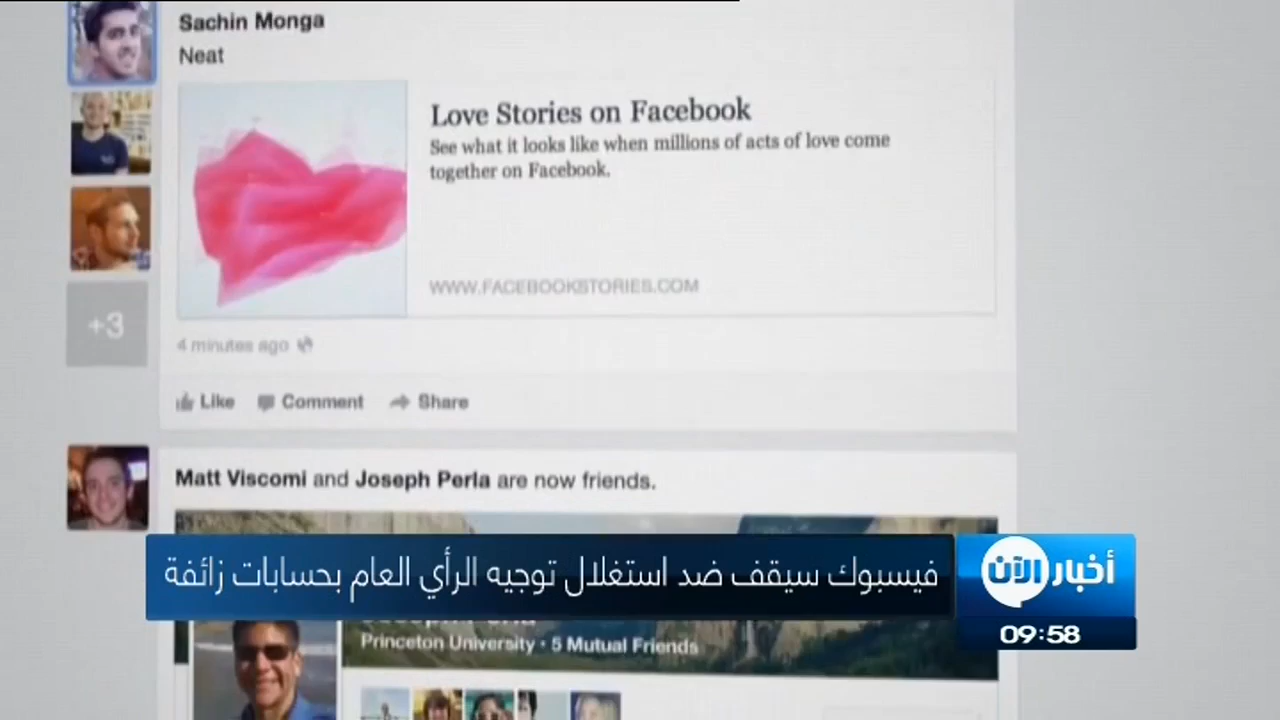 Sachin Monga
Neat
Love Stories on Facebook
See what it looks like when millions of acts of love come
together on Facebook.
WWW.FACEBOOKSTORIES.COM
+3
4 minutes ago
Like Comment Share
Matt Viscomi and Joseph Perla are now friends.
فيسبوك سيقف ضد استغلال توجيه الرأي العام بحسابات زائفة
أخبار الآن
09:58
Princeton University · 5 Mutual Friends